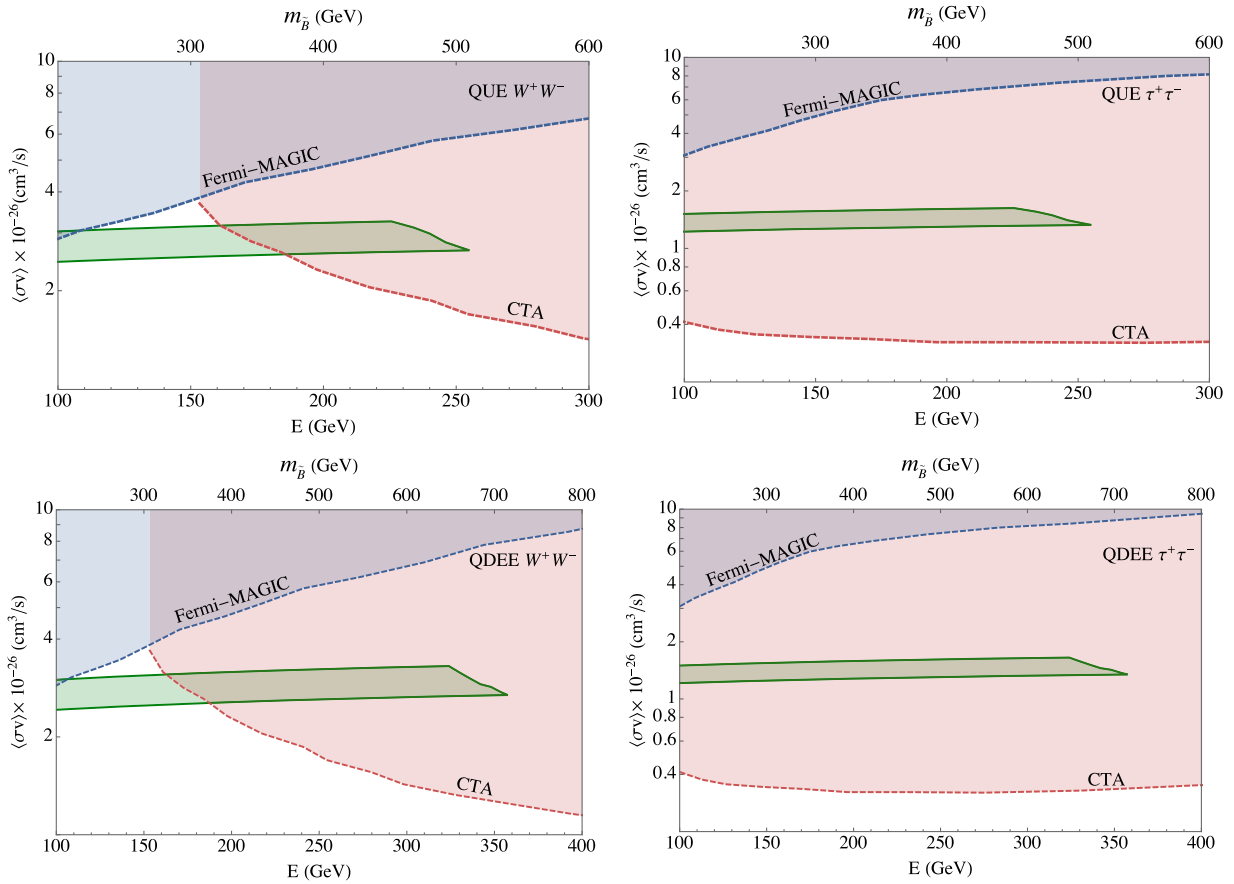 m_B̃ (GeV)
300 400 500 600
10
8
6
4
2
⟨σv⟩ × 10⁻²⁶(cm³/s)
QUE W⁺W⁻
Fermi−MAGIC
CTA
100 150 200 250 300
E (GeV)
m_B̃ (GeV)
300 400 500 600
10
8
6
4
2
1
0.8
0.6
0.4
⟨σv⟩× 10⁻²⁶ (cm³/s)
Fermi−MAGIC
QUE τ⁺τ⁻
CTA
100 150 200 250 300
E (GeV)
m_B̃ (GeV)
300 400 500 600 700 800
10
8
6
4
2
⟨σv⟩× 10⁻²⁶ (cm³/s)
QDEE W⁺W⁻
Fermi−MAGIC
CTA
100 150 200 250 300 350 400
E (GeV)
m_B̃ (GeV)
300 400 500 600 700 800
10
8
6
4
2
1
0.8
0.6
0.4
⟨σv⟩× 10⁻²⁶ (cm³/s)
Fermi−MAGIC
QDEE τ⁺τ⁻
CTA
100 150 200 250 300 350 400
E (GeV)